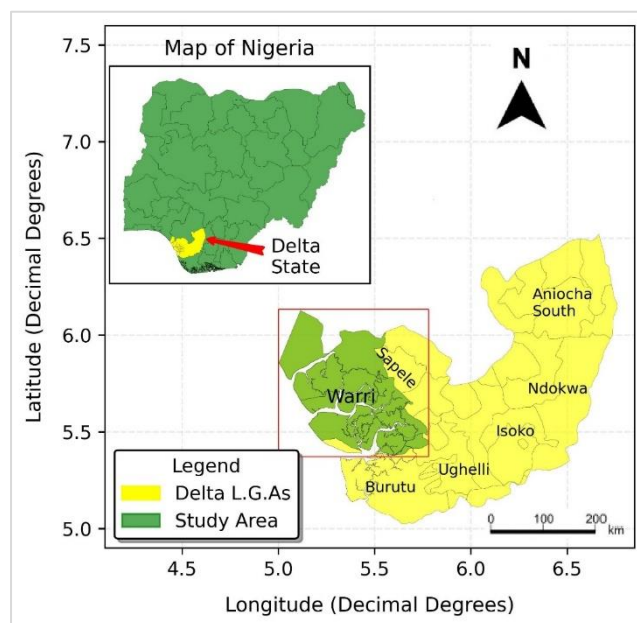 Map of Nigeria
Delta
State
N
Aniocha
South
Sapele
Ndokwa
Warri
Isoko
Ughelli
Burutu
Legend
Delta L.G.As
Study Area
0 100 200
km
7.5
7.0
6.5
6.0
5.5
5.0
Latitude (Decimal Degrees)
4.5 5.0 5.5 6.0 6.5
Longitude (Decimal Degrees)